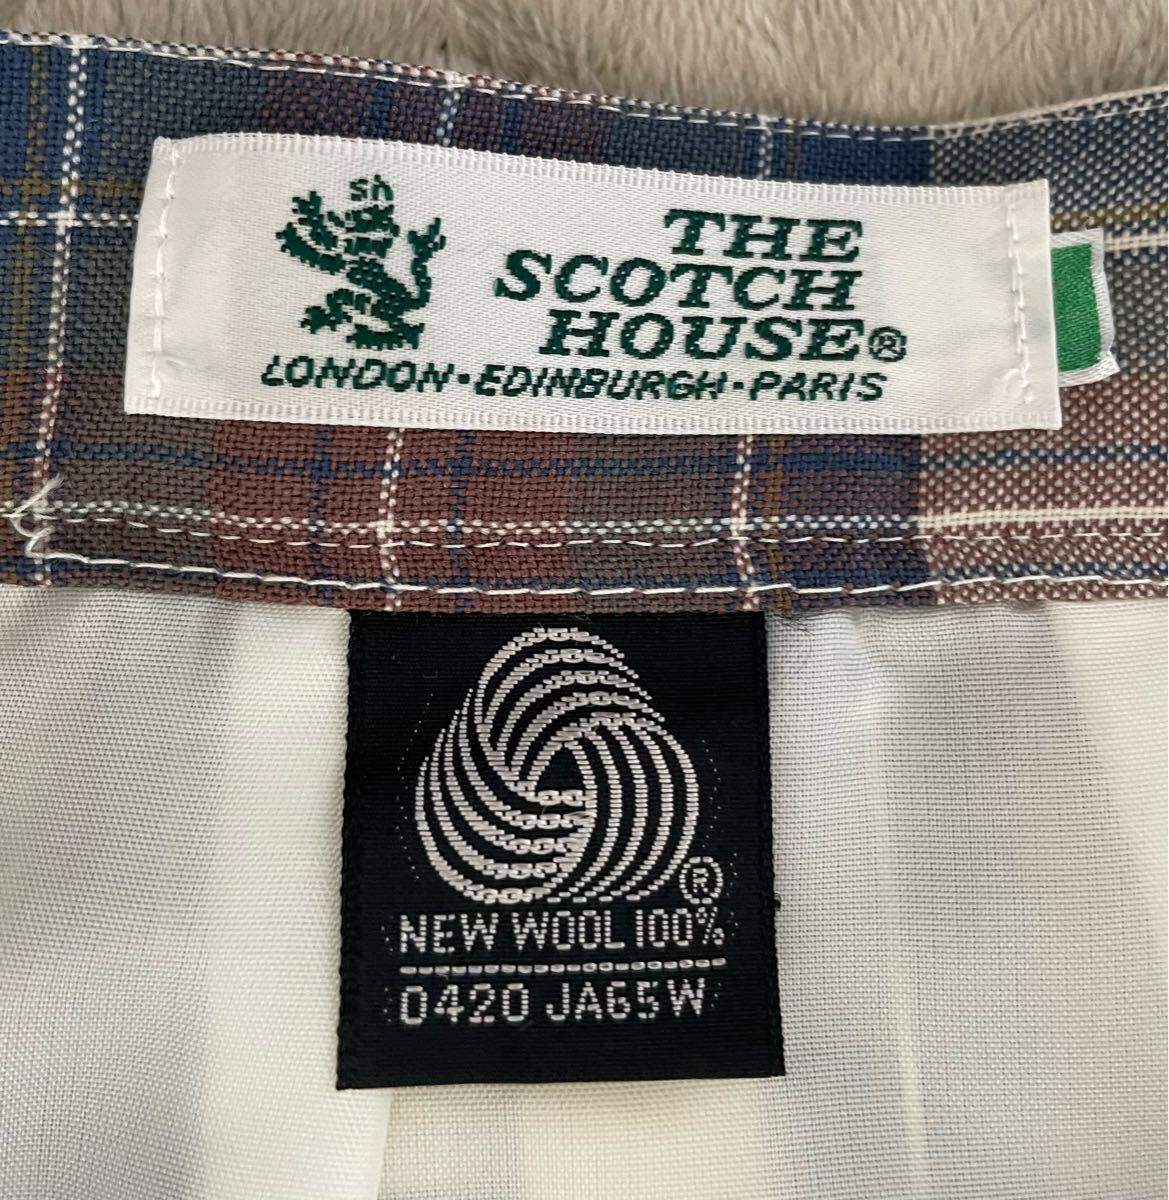 sh
THE
SCOTCH
HOUSE®
LONDON·EDINBURGH·PARIS
®
NEW WOOL 100%
0420 JA65W